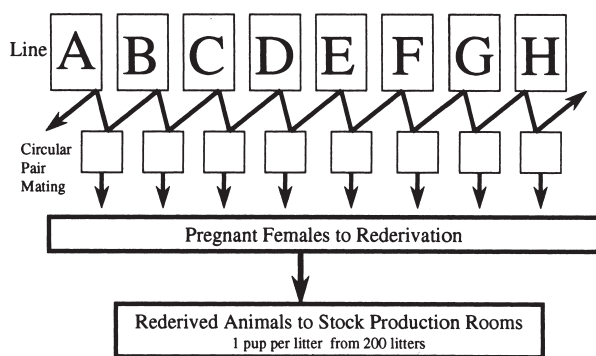 Line A B C D E F G H
Circular
Pair
Mating
Pregnant Females to Rederivation
Rederived Animals to Stock Production Rooms
1 pup per litter from 200 litters